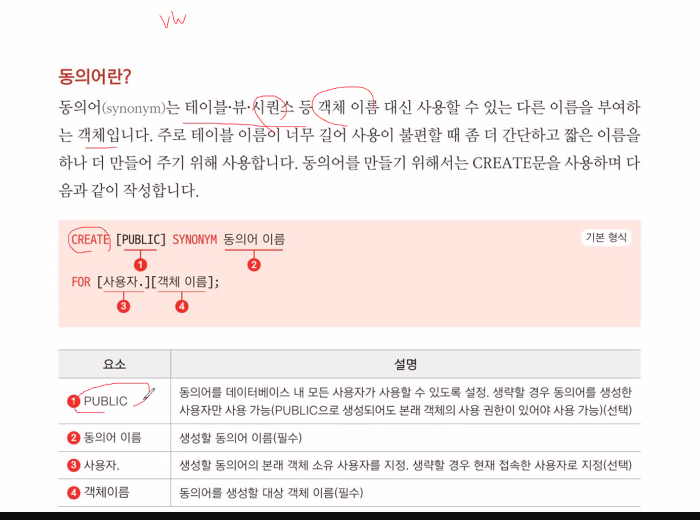 vw
동의어란?
동의어(synonym)는 테이블·뷰·시퀀스 등 객체 이름 대신 사용할 수 있는 다른 이름을 부여하
는 객체입니다. 주로 테이블 이름이 너무 길어 사용이 불편할 때 좀 더 간단하고 짧은 이름을
하나 더 만들어 주기 위해 사용합니다. 동의어를 만들기 위해서는 CREATE문을 사용하며 다
음과 같이 작성합니다.
CREATE [PUBLIC] SYNONYM 동의어 이름
기본 형식
1 2
FOR [사용자.][객체 이름];
3 4
요소 설명
1 PUBLIC
동의어를 데이터베이스 내 모든 사용자가 사용할 수 있도록 설정. 생략할 경우 동의어를 생성한
사용자만 사용 가능(PUBLIC으로 생성되어도 본래 객체의 사용 권한이 있어야 사용 가능)(선택)
2 동의어 이름 생성할 동의어 이름(필수)
3 사용자. 생성할 동의어의 본래 객체 소유 사용자를 지정. 생략할 경우 현재 접속한 사용자로 지정(선택)
4 객체이름 동의어를 생성할 대상 객체 이름(필수)